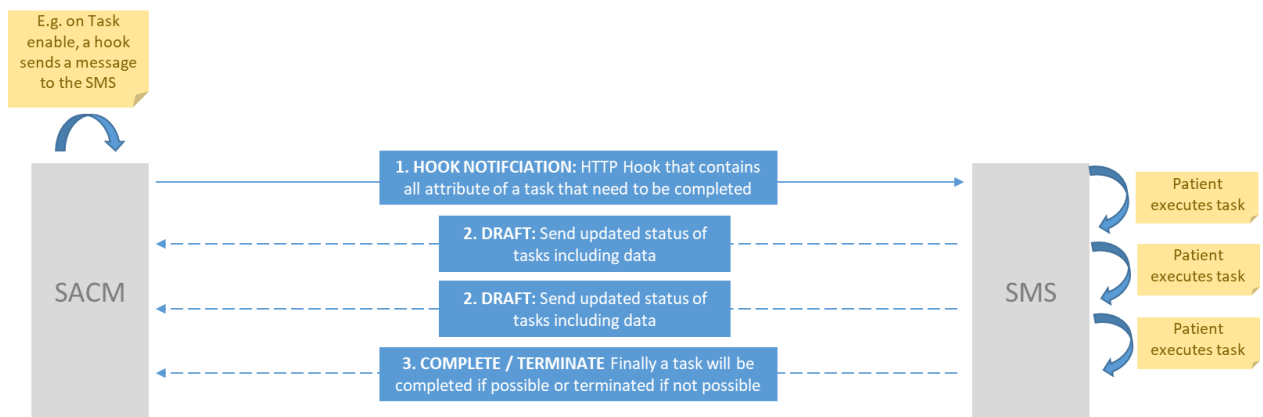 E.g. on Task
enable, a hook
sends a message
to the SMS
1. HOOK NOTIFCIATION: HTTP Hook that contains
all attribute of a task that need to be completed
Patient
executes task
2. DRAFT: Send updated status of
tasks including data
Patient
executes task
SACM
SMS
2. DRAFT: Send updated status of
tasks including data
Patient
executes task
3. COMPLETE / TERMINATE Finally a task will be
completed if possible or terminated if not possible